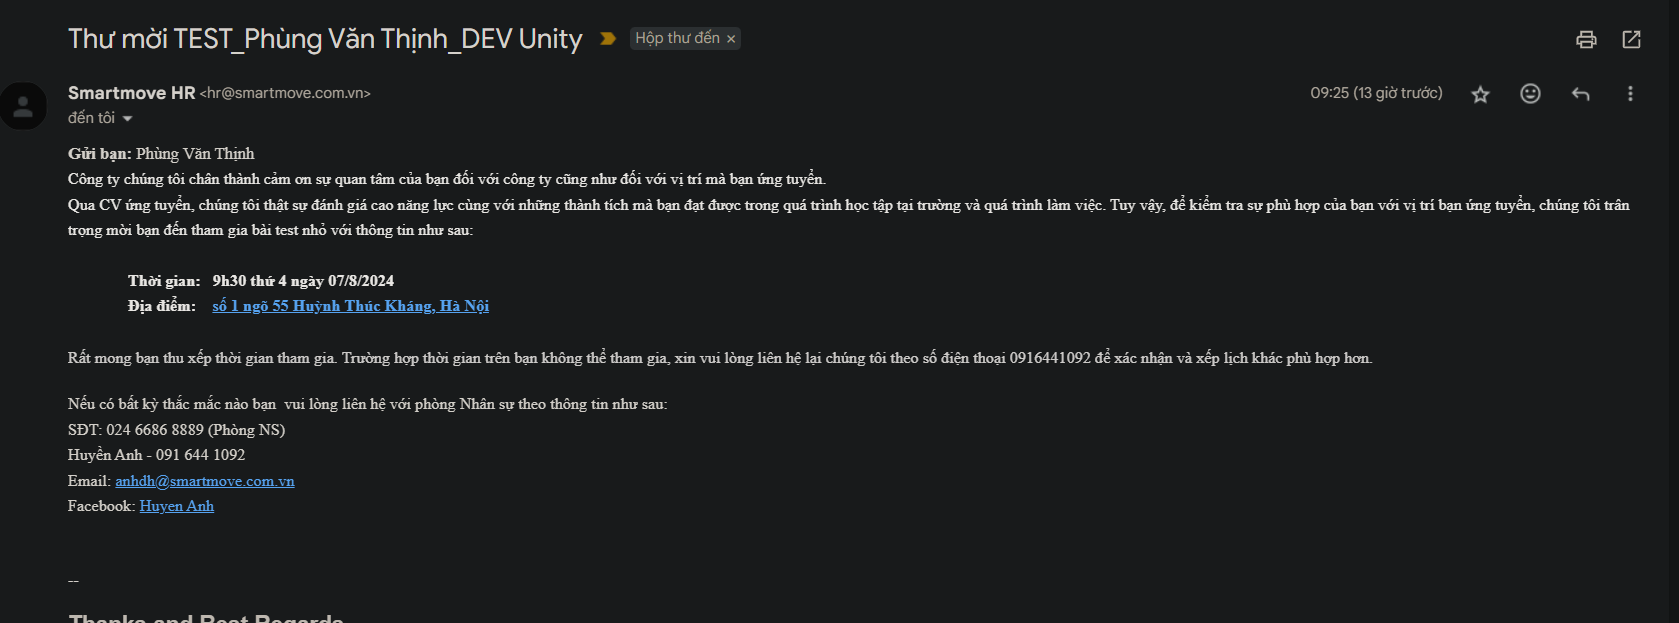 Thư mời TEST_Phùng Văn Thịnh_DEV Unity
Hộp thư đến ×
Smartmove HR <hr@smartmove.com.vn>
09:25 (13 giờ trước)
đến tôi
Gửi bạn: Phùng Văn Thịnh
Công ty chúng tôi chân thành cảm ơn sự quan tâm của bạn đối với công ty cũng như đối với vị trí mà bạn ứng tuyển.
Qua CV ứng tuyển, chúng tôi thật sự đánh giá cao năng lực cùng với những thành tích mà bạn đạt được trong quá trình học tập tại trường và quá trình làm việc. Tuy vậy, để kiểm tra sự phù hợp của bạn với vị trí bạn ứng tuyển, chúng tôi trân
trọng mời bạn đến tham gia bài test nhỏ với thông tin như sau:
Thời gian: 9h30 thứ 4 ngày 07/8/2024
Địa điểm: số 1 ngõ 55 Huỳnh Thúc Kháng, Hà Nội
Rất mong bạn thu xếp thời gian tham gia. Trường hợp thời gian trên bạn không thể tham gia, xin vui lòng liên hệ lại chúng tôi theo số điện thoại 0916441092 để xác nhận và xếp lịch khác phù hợp hơn.
Nếu có bất kỳ thắc mắc nào bạn vui lòng liên hệ với phòng Nhân sự theo thông tin như sau:
SĐT: 024 6686 8889 (Phòng NS)
Huyền Anh - 091 644 1092
Email: anhdh@smartmove.com.vn
Facebook: Huyen Anh
--
Thanks and Best Regards